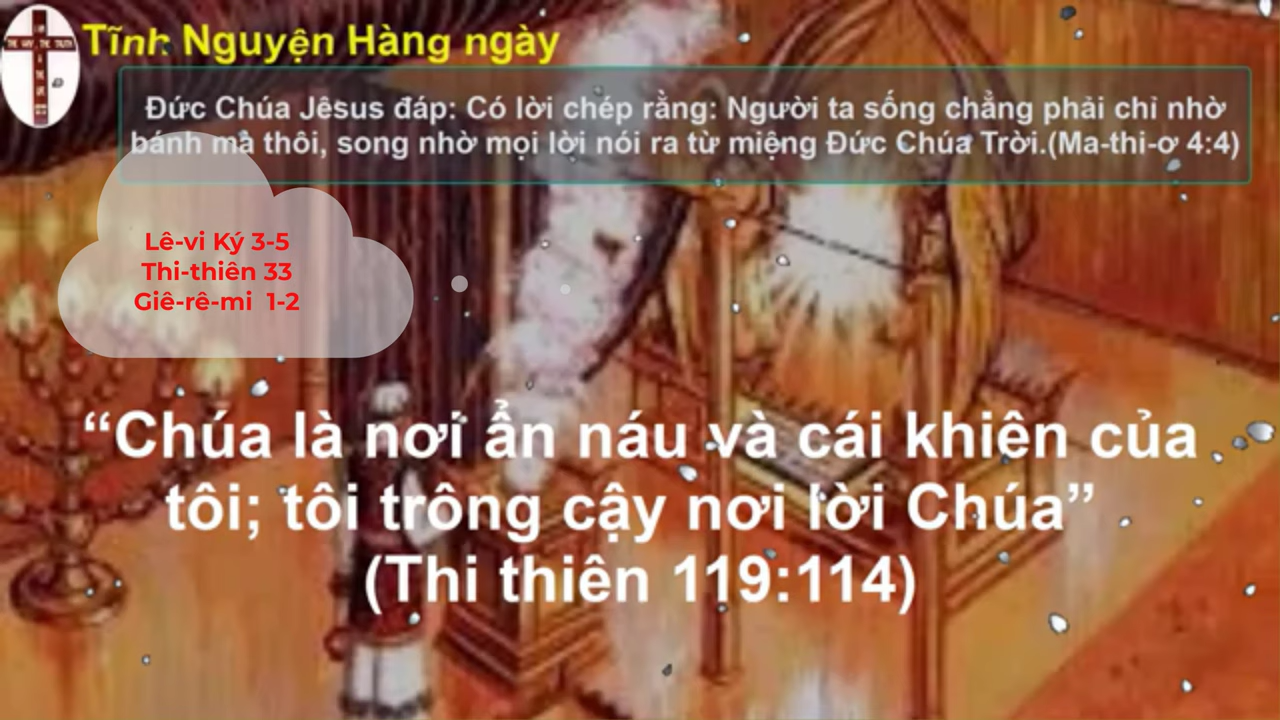 Tĩnh Nguyện Hàng ngày
Đức Chúa Jêsus đáp: Có lời chép rằng: Người ta sống chẳng phải chỉ nhờ
bánh mà thôi, song nhờ mọi lời nói ra từ miệng Đức Chúa Trời.(Ma-thi-ơ 4:4)
Lê-vi Ký 3-5
Thi-thiên 33
Giê-rê-mi 1-2
“Chúa là nơi ẩn náu và cái khiên của
tôi; tôi trông cậy nơi lời Chúa”
(Thi thiên 119:114)